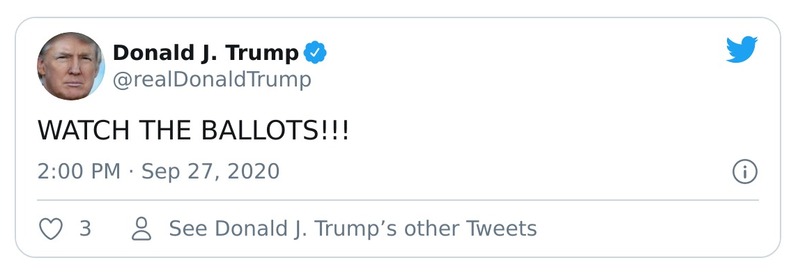 Donald J. Trump
@realDonaldTrump
WATCH THE BALLOTS!!!
2:00 PM · Sep 27, 2020
3
See Donald J. Trump’s other Tweets